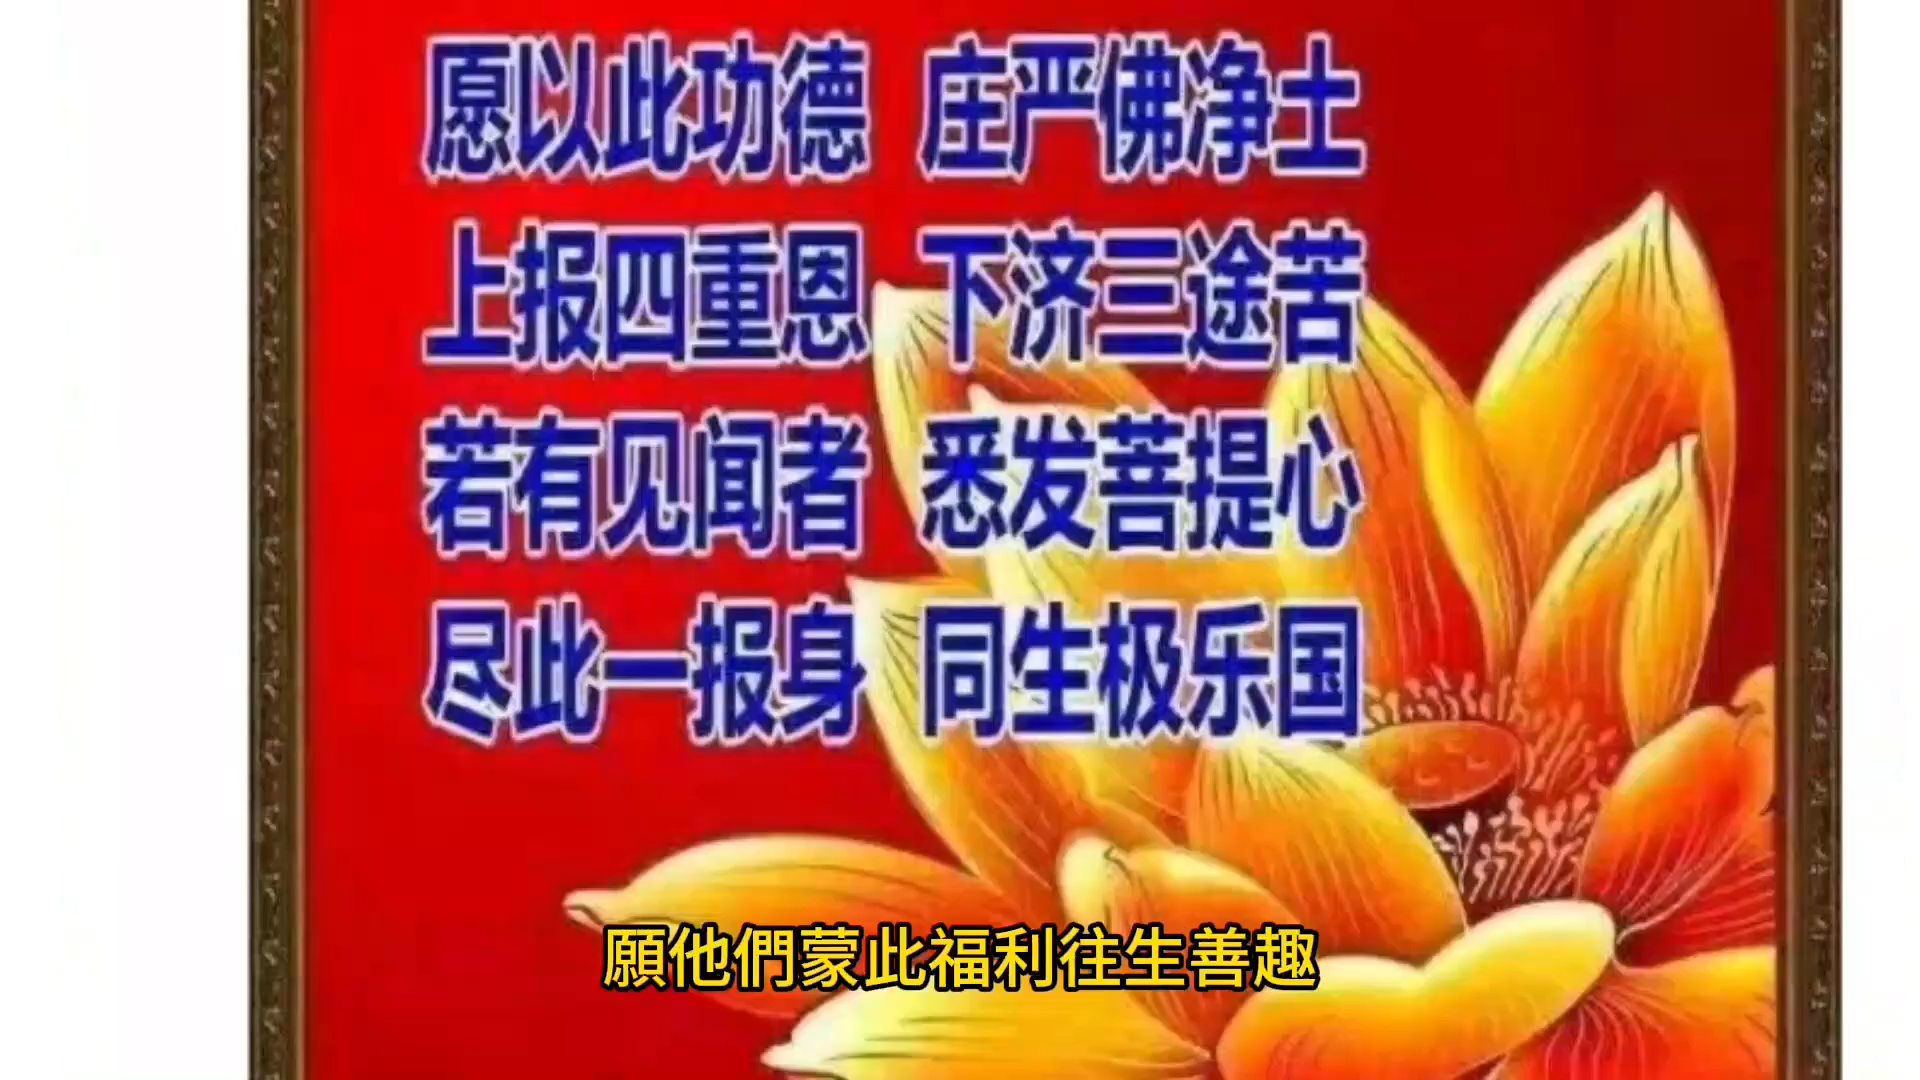 愿以此功德 庄严佛净土
上报四重恩 下济三途苦
若有见闻者 悉发菩提心
尽此一报身 同生极乐国
願他們蒙此福利往生善趣